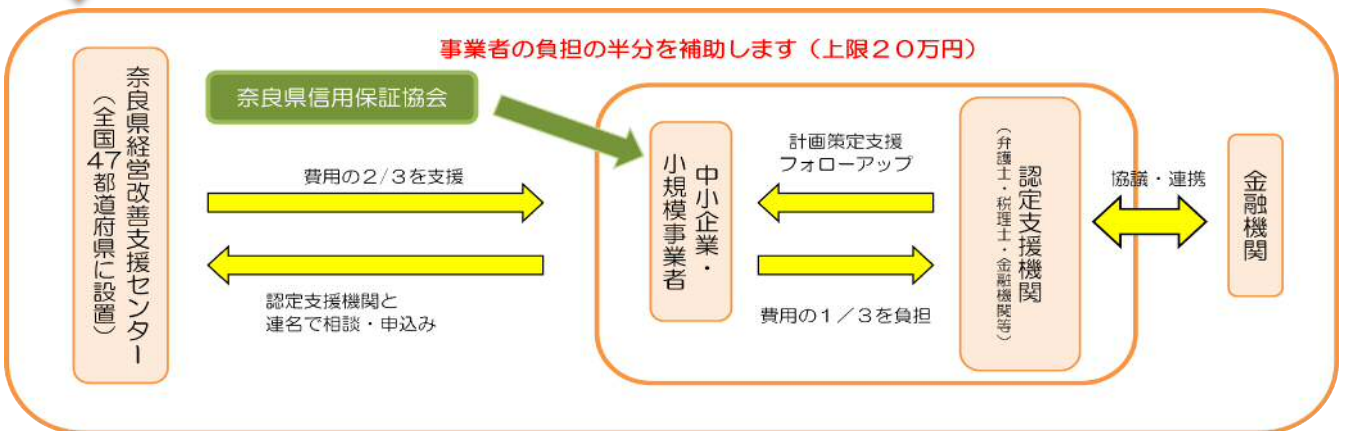 事業者の負担の半分を補助します（上限２０万円）
奈良県経営改善支援センター
（全国47都道府県に設置）
奈良県信用保証協会
費用の２/３を支援
認定支援機関と
連名で相談・申込み
中小企業・
小規模事業者
計画策定支援
フォローアップ
費用の１／３を負担
認定支援機関
（弁護士・税理士・金融機関等）
協議・連携
金融機関